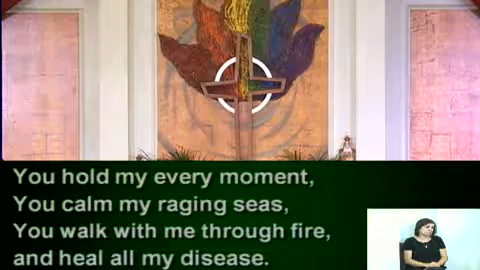 You hold my every moment,
You calm my raging seas,
You walk with me through fire,
and heal all my disease.